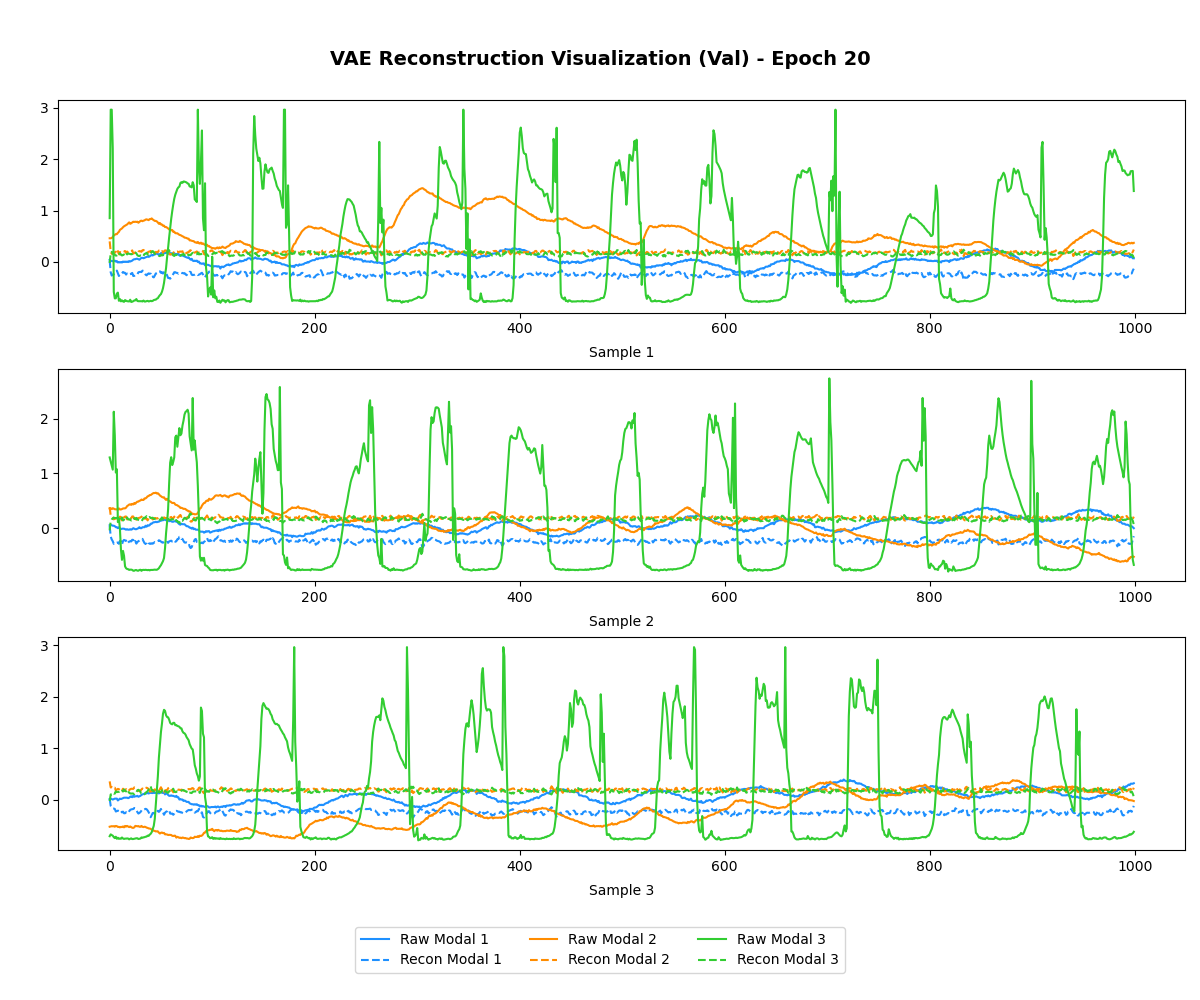 VAE Reconstruction Visualization (Val) - Epoch 20
3
2
1
0
0 200 400 600 800 1000
Sample 1
2
1
0
0 200 400 600 800 1000
Sample 2
3
2
1
0
0 200 400 600 800 1000
Sample 3
Raw Modal 1 Raw Modal 2 Raw Modal 3
Recon Modal 1 Recon Modal 2 Recon Modal 3